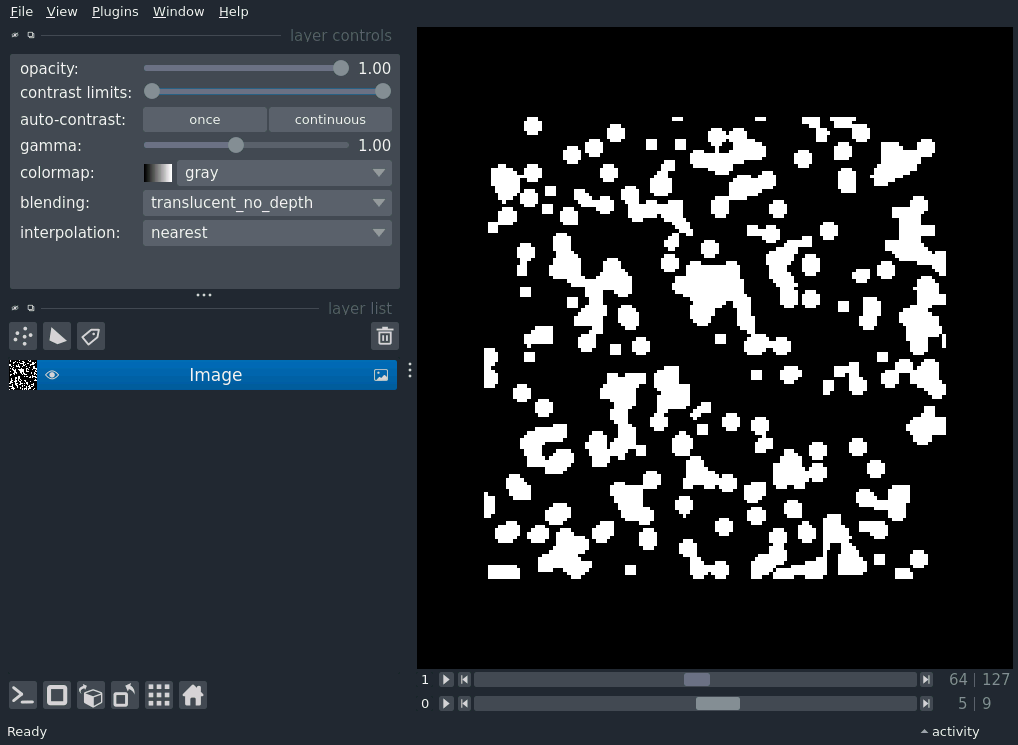 File View Plugins Window Help
layer controls
opacity: 1.00
contrast limits:
auto-contrast: once continuous
gamma: 1.00
colormap: gray
blending: translucent_no_depth
interpolation: nearest
layer list
Image
1 64 | 127
0 5 | 9
Ready activity